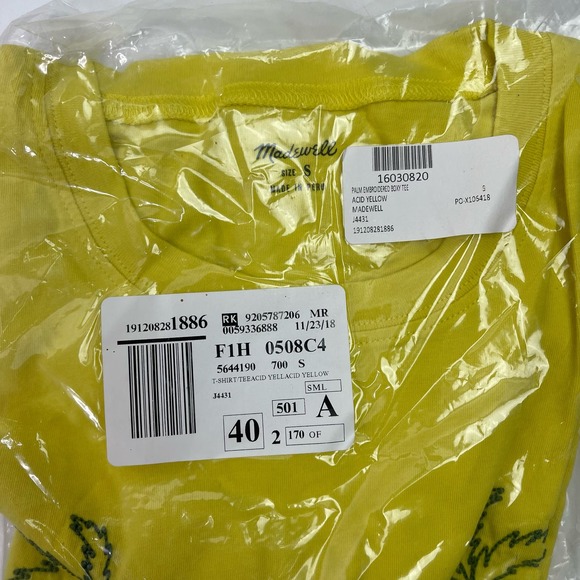 Madewell
SIZE S
MADE IN PERU
16030820
PALM EMBROIDERED BOXY TEE S
ACID YELLOW PO-X105418
MADEWELL
J4431
191208281886
191208281886
RK 9205787206 MR
0059336888 11/23/18
F1H 0508C4
5644190 700 S
T-SHIRT/TEEACID YELLACID YELLOW
J4431 SML
501 A
40 2 170 OF